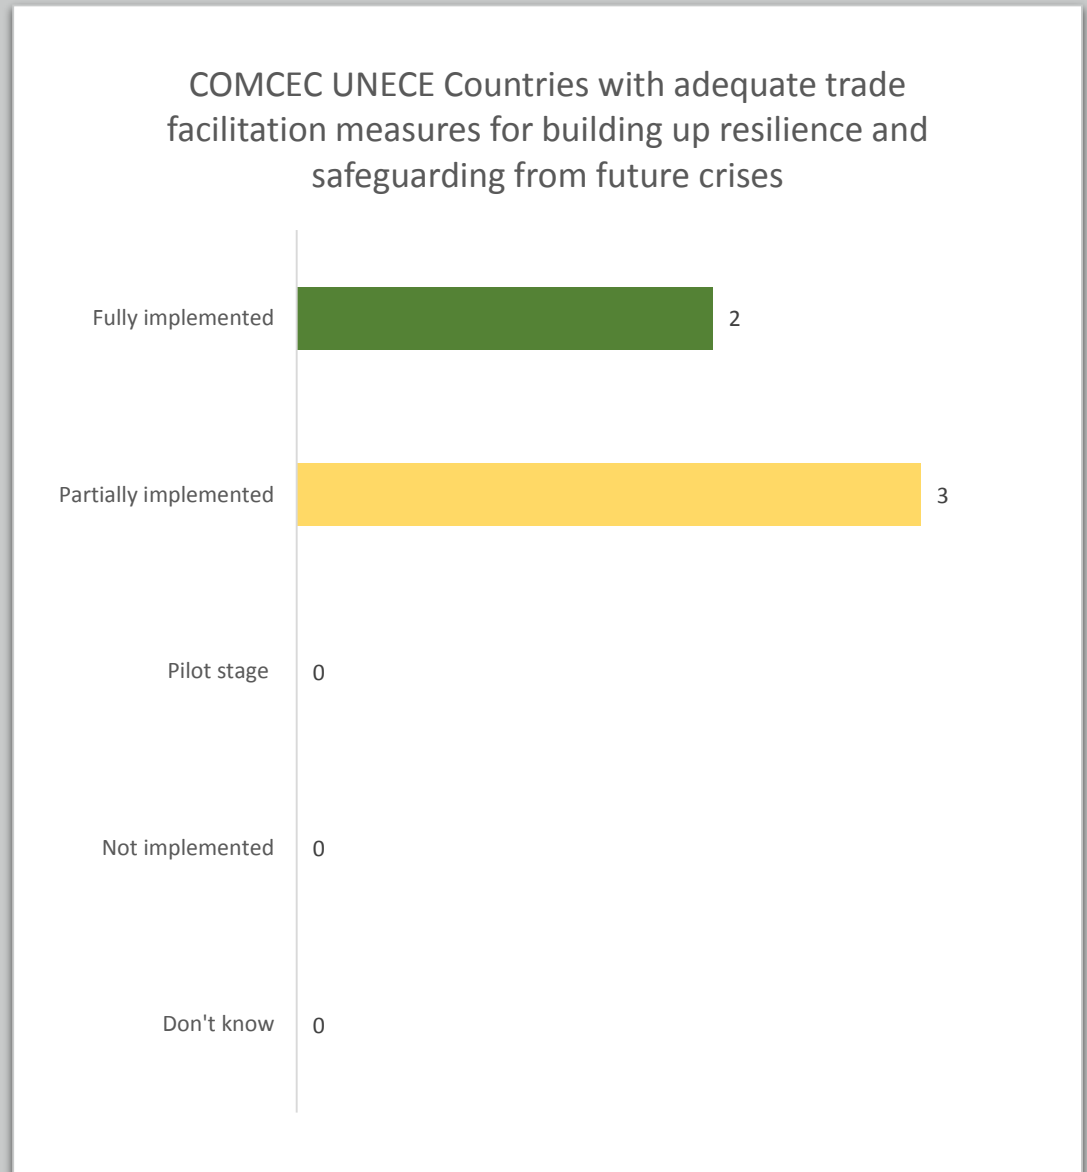 COMCEC UNECE Countries with adequate trade
facilitation measures for building up resilience and
safeguarding from future crises
Fully implemented 2
Partially implemented 3
Pilot stage 0
Not implemented 0
Don't know 0